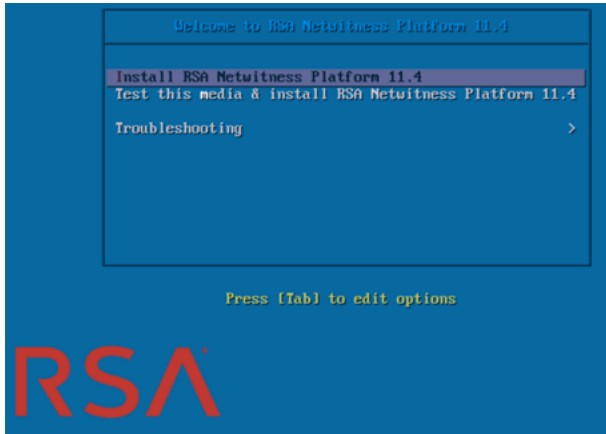 Welcome to RSA Netwitness Platform 11.4
Install RSA Netwitness Platform 11.4
Test this media & install RSA Netwitness Platform 11.4
Troubleshooting >
Press [Tab] to edit options
RSA